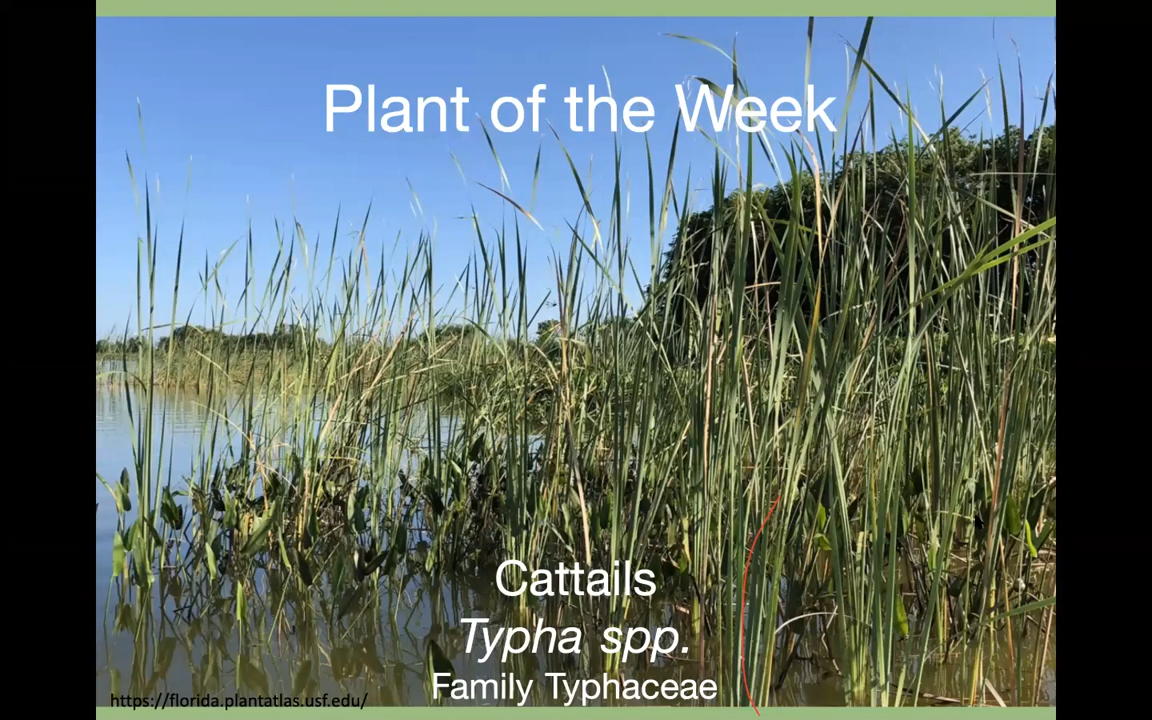 Plant of the Week
Cattails
Typha spp.
Family Typhaceae
https://florida.plantatlas.usf.edu/